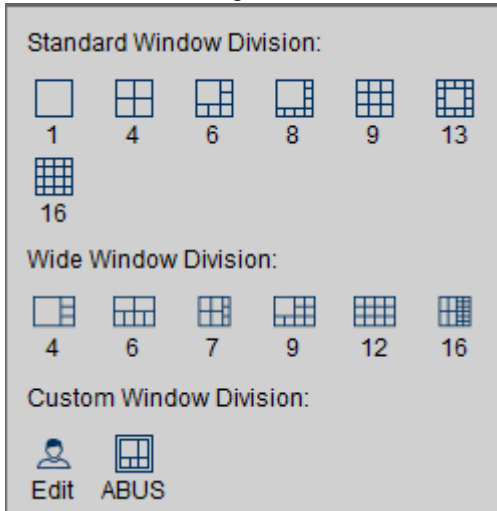 Standard Window Division:
1 4 6 8 9 13
16
Wide Window Division:
4 6 7 9 12 16
Custom Window Division:
Edit ABUS